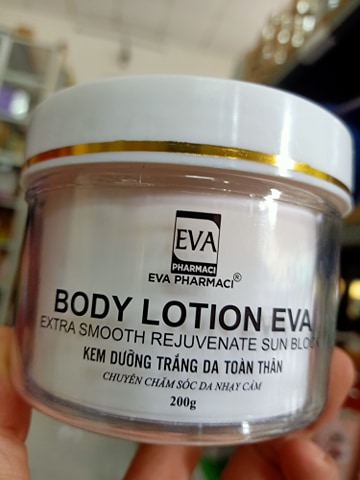 EVA
PHARMACI
EVA PHARMACI®
BODY LOTION EVA
EXTRA SMOOTH REJUVENATE SUN BLOCK
KEM DƯỠNG TRẮNG DA TOÀN THÂN
CHUYÊN CHĂM SÓC DA NHẠY CẢM
200g